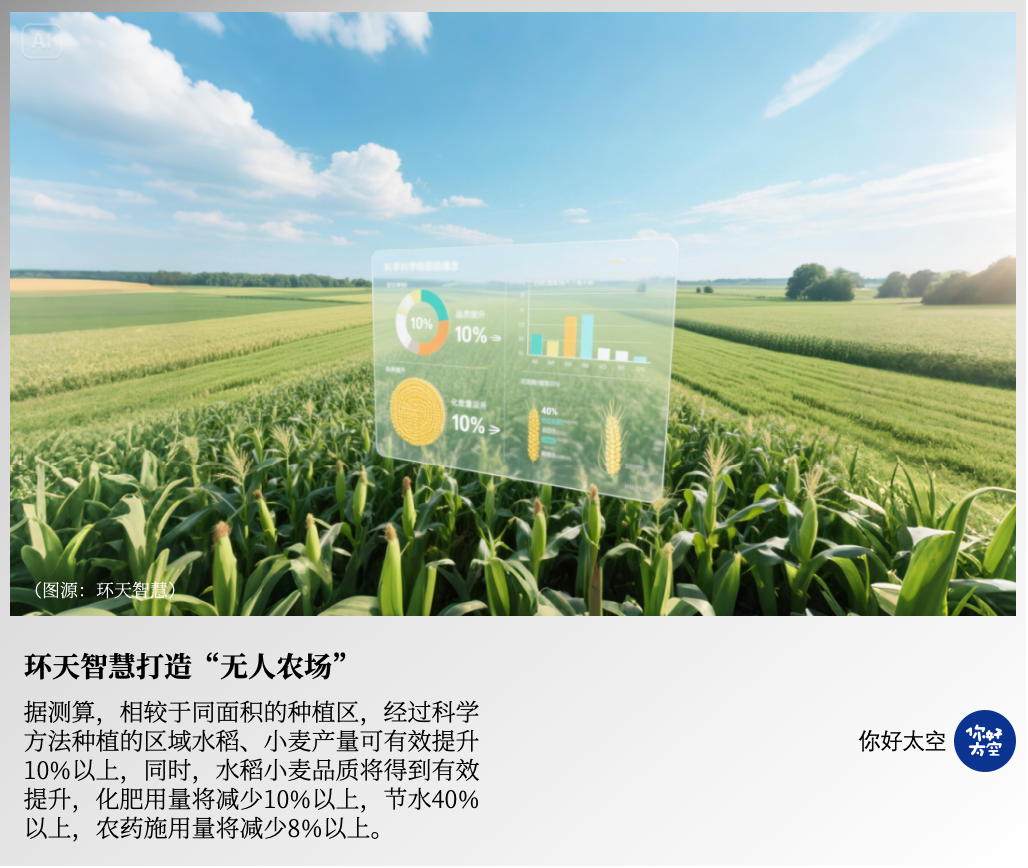 AI
10%
10%
10%
40%
（图源：环天智慧）
环天智慧打造“无人农场”
据测算，相较于同面积的种植区，经过科学
方法种植的区域水稻、小麦产量可有效提升
10%以上，同时，水稻小麦品质将得到有效
提升，化肥用量将减少10%以上，节水40%
以上，农药施用量将减少8%以上。
你好太空
你好
太空